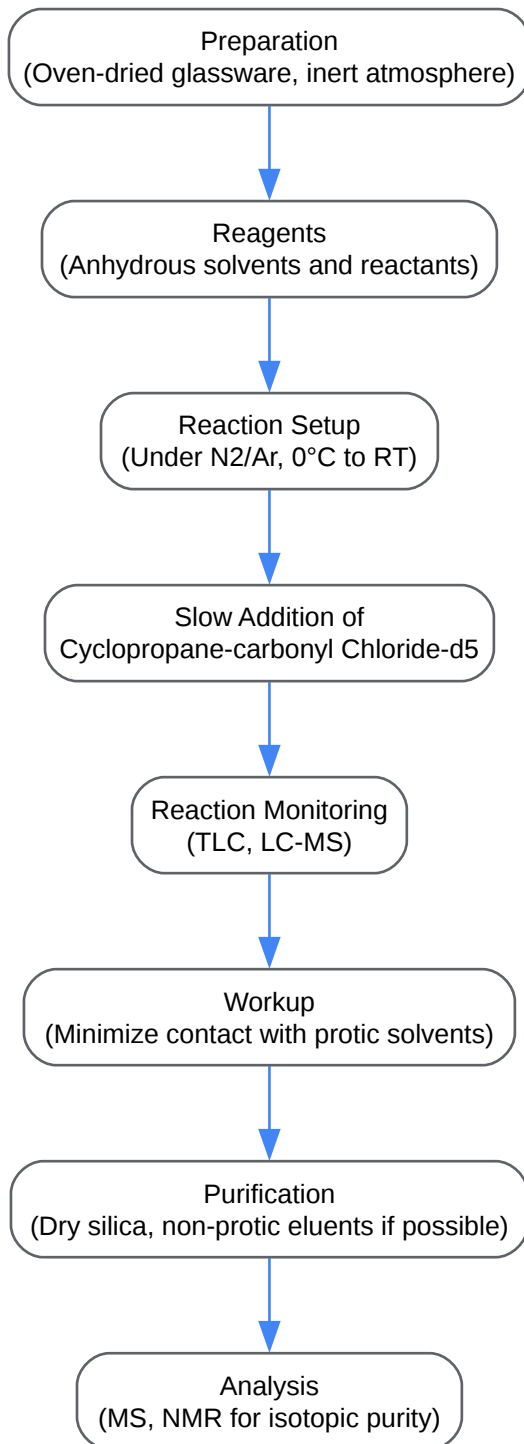 Preparation
(Oven-dried glassware, inert atmosphere)
Reagents
(Anhydrous solvents and reactants)
Reaction Setup
(Under N2/Ar, 0°C to RT)
Slow Addition of
Cyclopropane-carbonyl Chloride-d5
Reaction Monitoring
(TLC, LC-MS)
Workup
(Minimize contact with protic solvents)
Purification
(Dry silica, non-protic eluents if possible)
Analysis
(MS, NMR for isotopic purity)